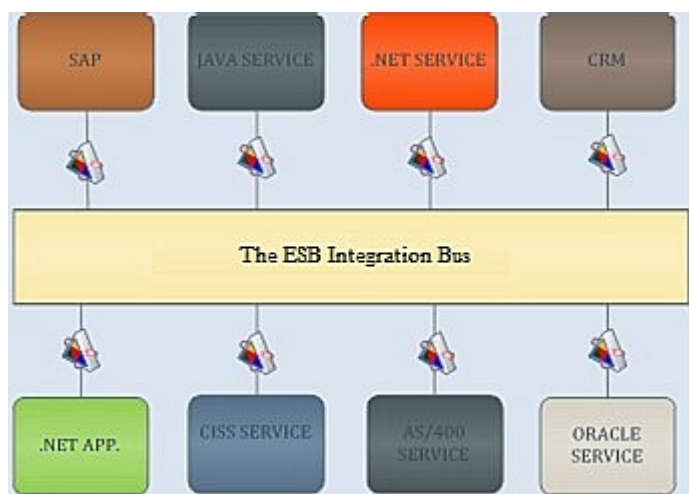 SAP
JAVA SERVICE
.NET SERVICE
CRM
The ESB Integration Bus
.NET APP.
CISS SERVICE
AS/400
SERVICE
ORACLE
SERVICE